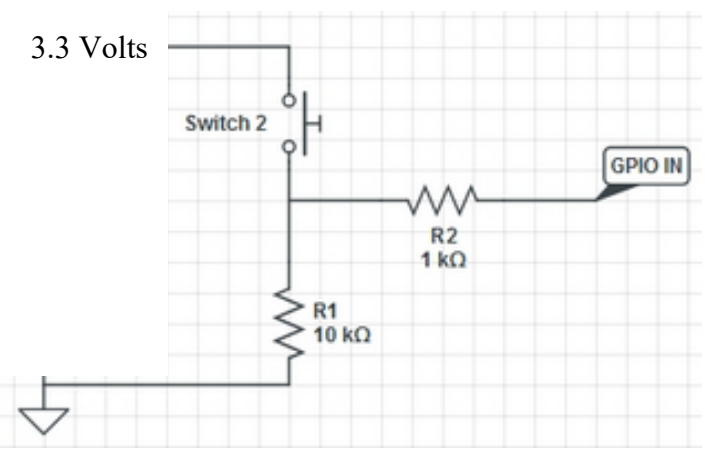 3.3 Volts
Switch 2
GPIO IN
R2
1 kΩ
R1
10 kΩ